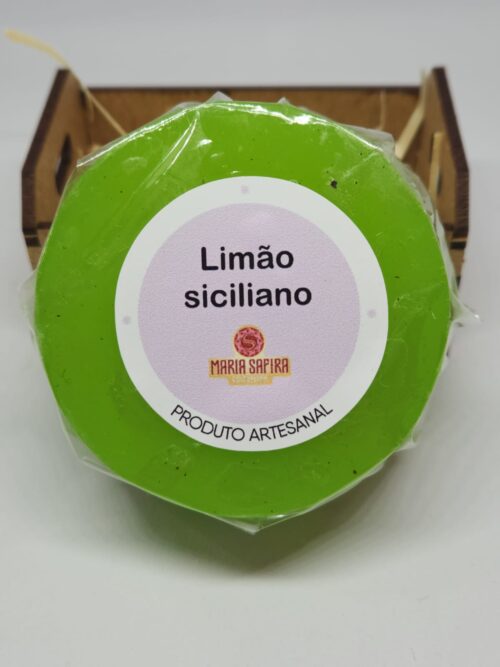 Limão
siciliano
MARIA SAFIRA
PRODUTO ARTESANAL